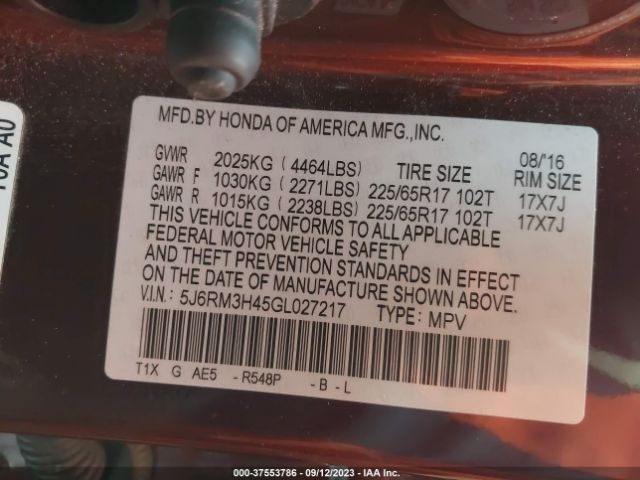 MFD.BY HONDA OF AMERICA MFG.,INC.
08/'16
GVWR 2025KG (4464LBS) TIRE SIZE RIM SIZE
GAWR F 1030KG (2271LBS) 225/65R17 102T 17X7J
GAWR R 1015KG (2238LBS) 225/65R17 102T 17X7J
THIS VEHICLE CONFORMS TO ALL APPLICABLE
FEDERAL MOTOR VEHICLE SAFETY
AND THEFT PREVENTION STANDARDS IN EFFECT
ON THE DATE OF MANUFACTURE SHOWN ABOVE.
V.I.N.: 5J6RM3H45GL027217 TYPE: MPV
T1X G AE5 -R548P -B-L
000-37553786 - 09/12/2023 - IAA Inc.